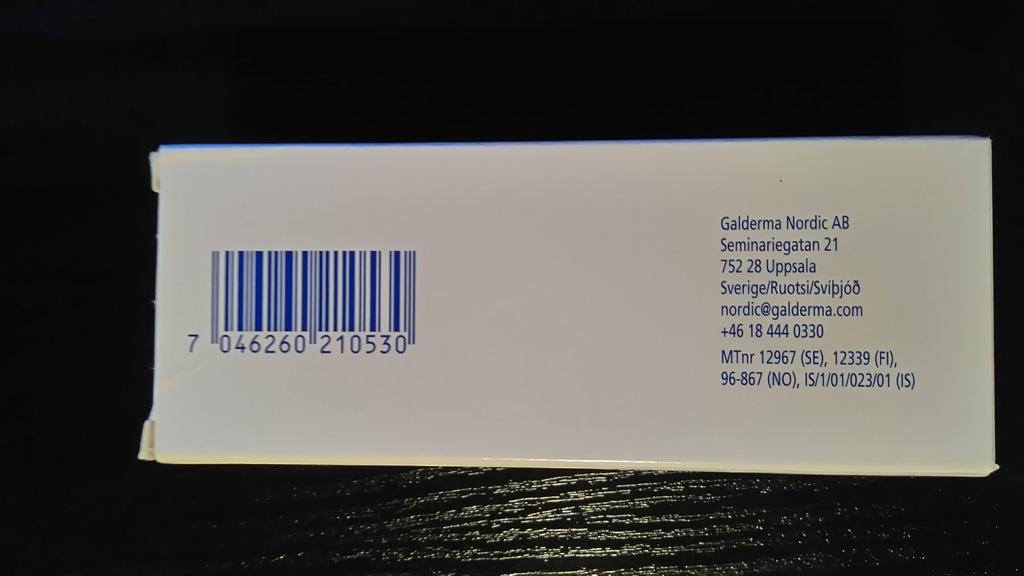 7 046260 210530
Galderma Nordic AB
Seminariegatan 21
752 28 Uppsala
Sverige/Ruotsi/Svíþjóð
nordic@galderma.com
+46 18 444 0330
MTnr 12967 (SE), 12339 (FI),
96-867 (NO), IS/1/01/023/01 (IS)